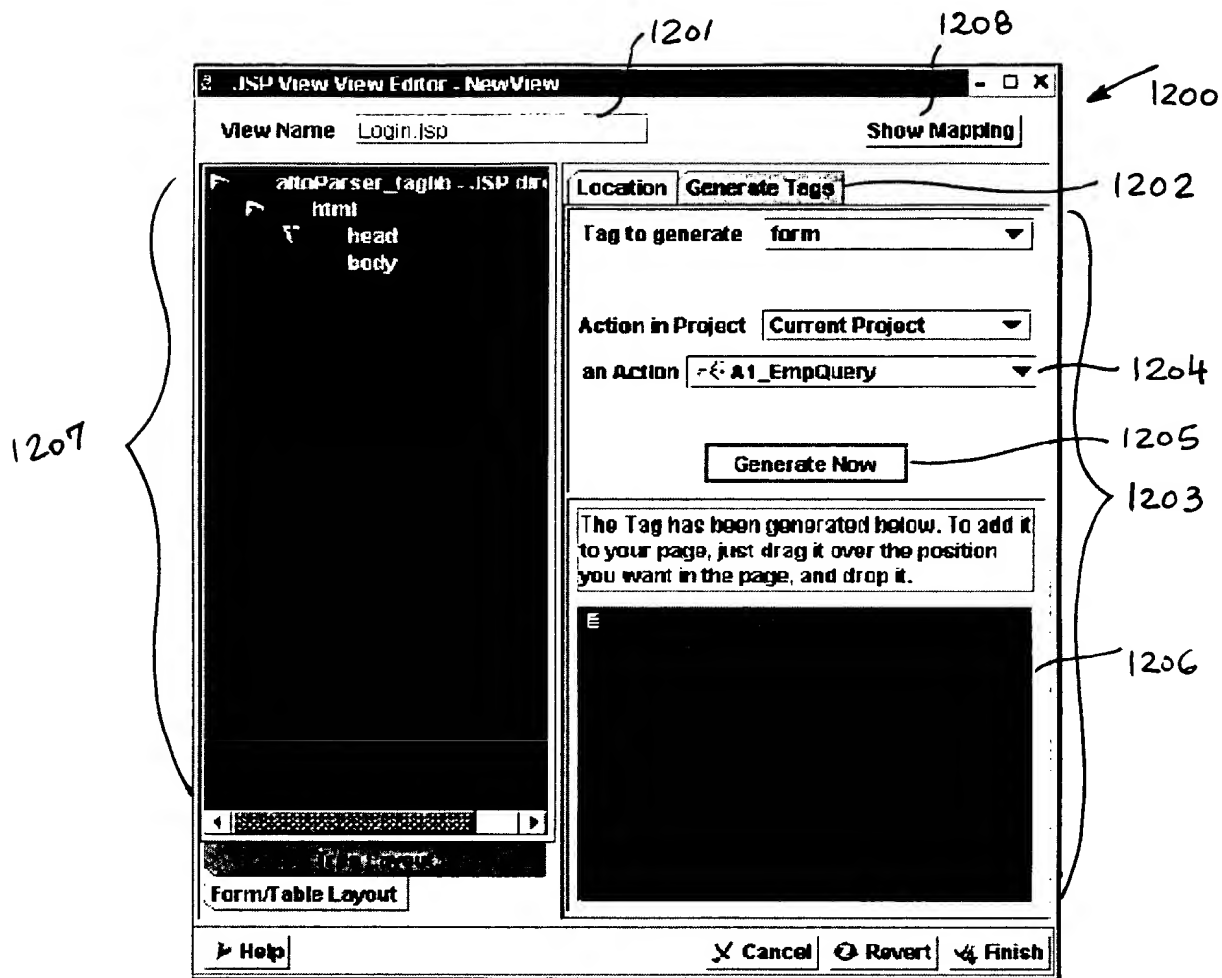 1201
1208
1200
JSP View View Editor - NewView
View Name Login.jsp Show Mapping
altoParser_taglib - JSP dire
html
head
body
1207
Location Generate Tags
1202
Tag to generate form
Action in Project Current Project
an Action A1_EmpQuery
1204
Generate Now
1205
1203
The Tag has been generated below. To add it
to your page, just drag it over the position
you want in the page, and drop it.
1206
Layout
Form/Table Layout
Help Cancel Revert Finish